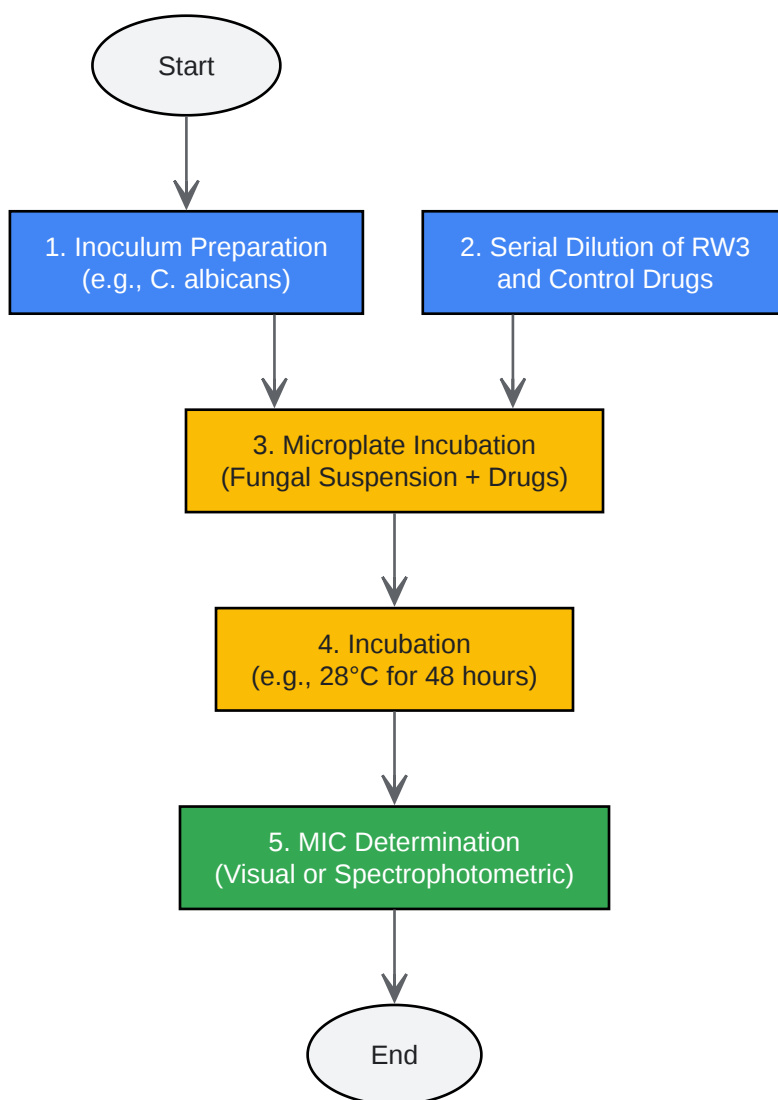 Start
1. Inoculum Preparation
(e.g., C. albicans)
2. Serial Dilution of RW3
and Control Drugs
3. Microplate Incubation
(Fungal Suspension + Drugs)
4. Incubation
(e.g., 28°C for 48 hours)
5. MIC Determination
(Visual or Spectrophotometric)
End